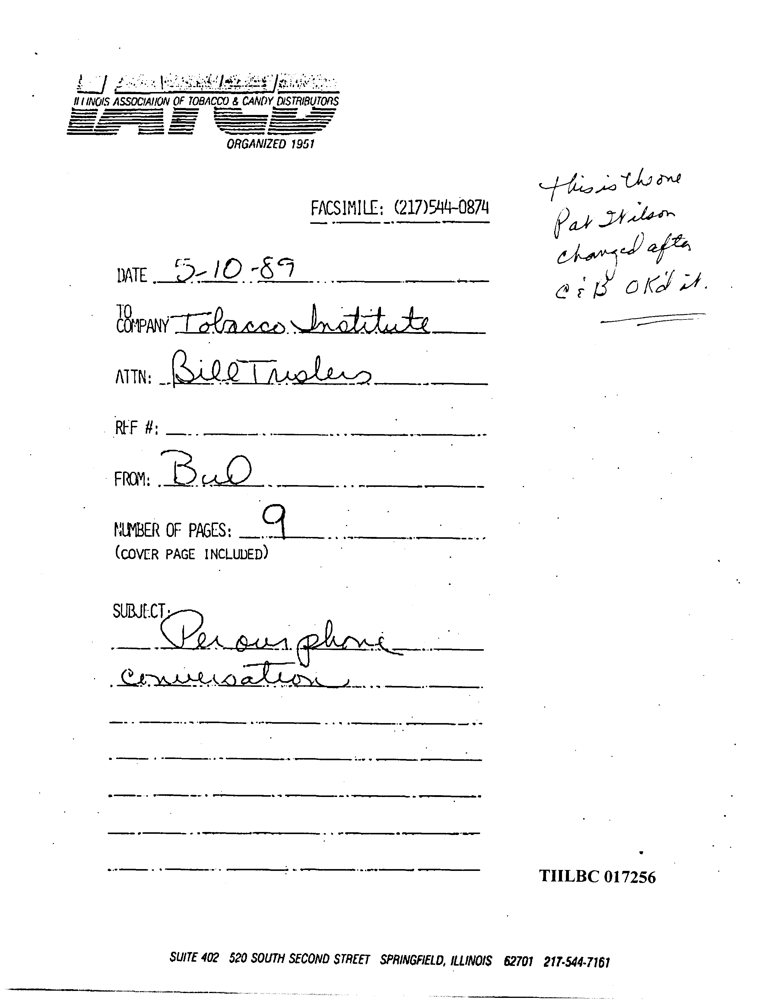 IATCD
ILLINOIS ASSOCIATION OF TOBACCO & CANDY DISTRIBUTORS
ORGANIZED 1951
FACSIMILE: (217)544-0874
this is the one
Pat Wilson
changed after
C & B OK'd it.
DATE 5-10-89
TO
COMPANY Tobacco Institute
ATTN: Bill Trislers
REF #:
FROM: Bill
NUMBER OF PAGES: 9
(COVER PAGE INCLUDED)
SUBJECT:
Per our phone
conversation
TIILBC 017256
SUITE 402 520 SOUTH SECOND STREET SPRINGFIELD, ILLINOIS 62701 217-544-7161